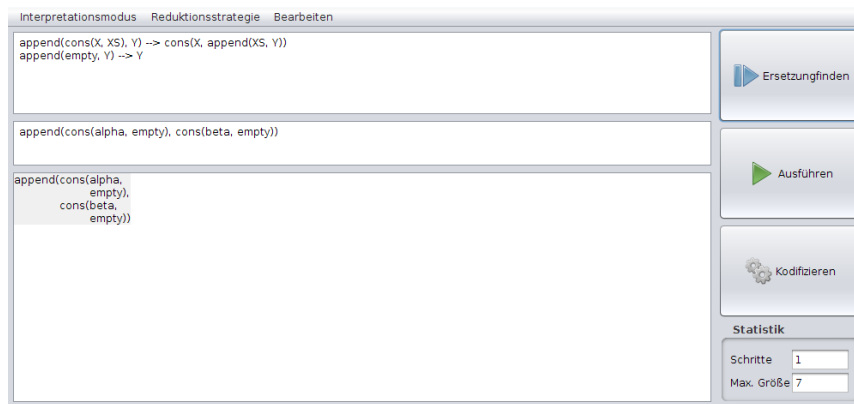 Interpretationsmodus Reduktionsstrategie Bearbeiten
append(cons(X, XS), Y) --> cons(X, append(XS, Y))
append(empty, Y) --> Y
Ersetzungfinden
append(cons(alpha, empty), cons(beta, empty))
Ausführen
append(cons(alpha,
empty),
cons(beta,
empty))
Kodifizieren
Statistik
Schritte 1
Max. Größe 7